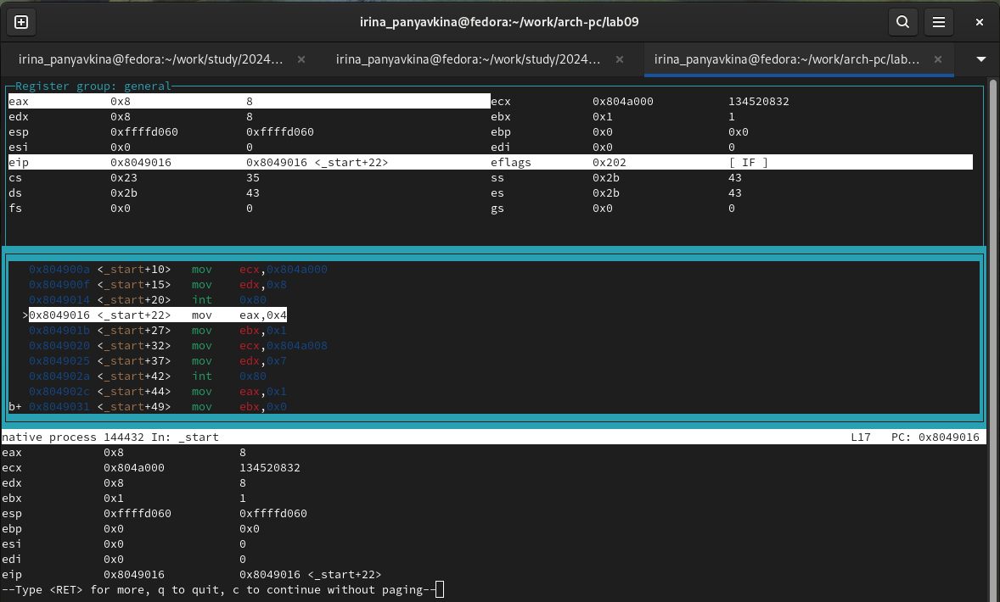 irina_panyavkina@fedora:~/work/arch-pc/lab09
irina_panyavkina@fedora:~/work/study/2024... × irina_panyavkina@fedora:~/work/study/2024... × irina_panyavkina@fedora:~/work/arch-pc/lab... ×
Register group: general
eax 0x8 8 ecx 0x804a000 134520832
edx 0x8 8 ebx 0x1 1
esp 0xffffd060 0xffffd060 ebp 0x0 0x0
esi 0x0 0 edi 0x0 0
eip 0x8049016 0x8049016 <_start+22> eflags 0x202 [ IF ]
cs 0x23 35 ss 0x2b 43
ds 0x2b 43 es 0x2b 43
fs 0x0 0 gs 0x0 0
0x804900a <_start+10> mov ecx,0x804a000
0x804900f <_start+15> mov edx,0x8
0x8049014 <_start+20> int 0x80
>0x8049016 <_start+22> mov eax,0x4
0x804901b <_start+27> mov ebx,0x1
0x8049020 <_start+32> mov ecx,0x804a008
0x8049025 <_start+37> mov edx,0x7
0x804902a <_start+42> int 0x80
0x804902c <_start+44> mov eax,0x1
b+ 0x8049031 <_start+49> mov ebx,0x0
native process 144432 In: _start L17 PC: 0x8049016
eax 0x8 8
ecx 0x804a000 134520832
edx 0x8 8
ebx 0x1 1
esp 0xffffd060 0xffffd060
ebp 0x0 0x0
esi 0x0 0
edi 0x0 0
eip 0x8049016 0x8049016 <_start+22>
--Type <RET> for more, q to quit, c to continue without paging--